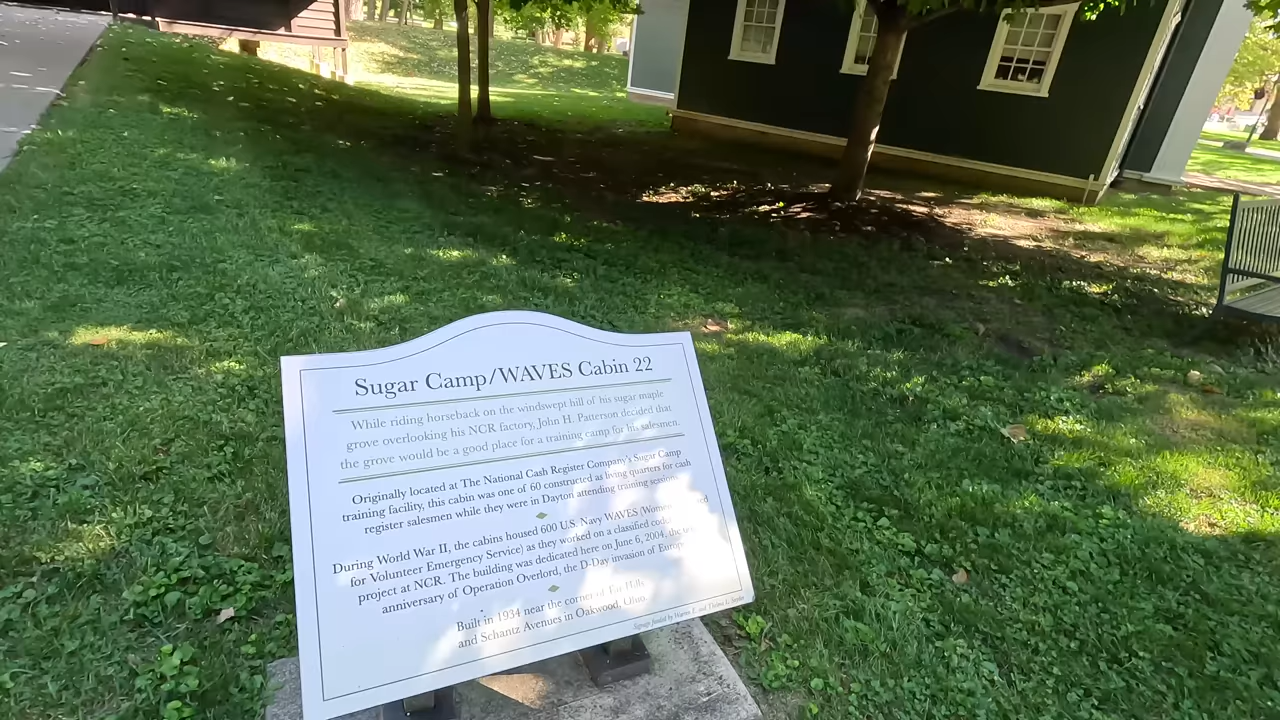 Sugar Camp/WAVES Cabin 22
While riding horseback on the windswept hill of his sugar maple
grove overlooking his NCR factory, John H. Patterson decided that
the grove would be a good place for a training camp for his salesmen.
Originally located at The National Cash Register Company's Sugar Camp
training facility, this cabin was one of 60 constructed as living quarters for cash
register salesmen while they were in Dayton attending training sessions
During World War II, the cabins housed 600 U.S. Navy WAVES (Women
for Volunteer Emergency Service) as they worked on a classified code
project at NCR. The building was dedicated here on June 6, 2004, the
anniversary of Operation Overlord, the D-Day invasion of Europe
Built in 1934 near the corner of Far Hills
and Schantz Avenues in Oakwood, Ohio.
Signage funded by Warren E. and Thelma